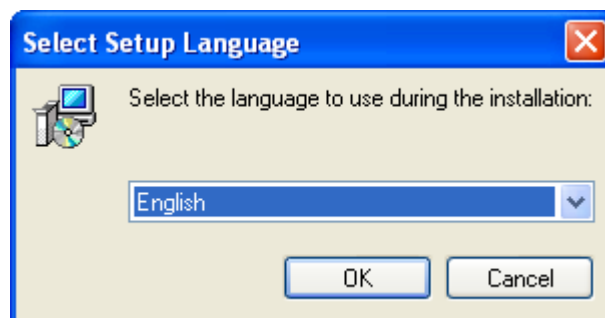 Select Setup Language
Select the language to use during the installation:
English
OK
Cancel